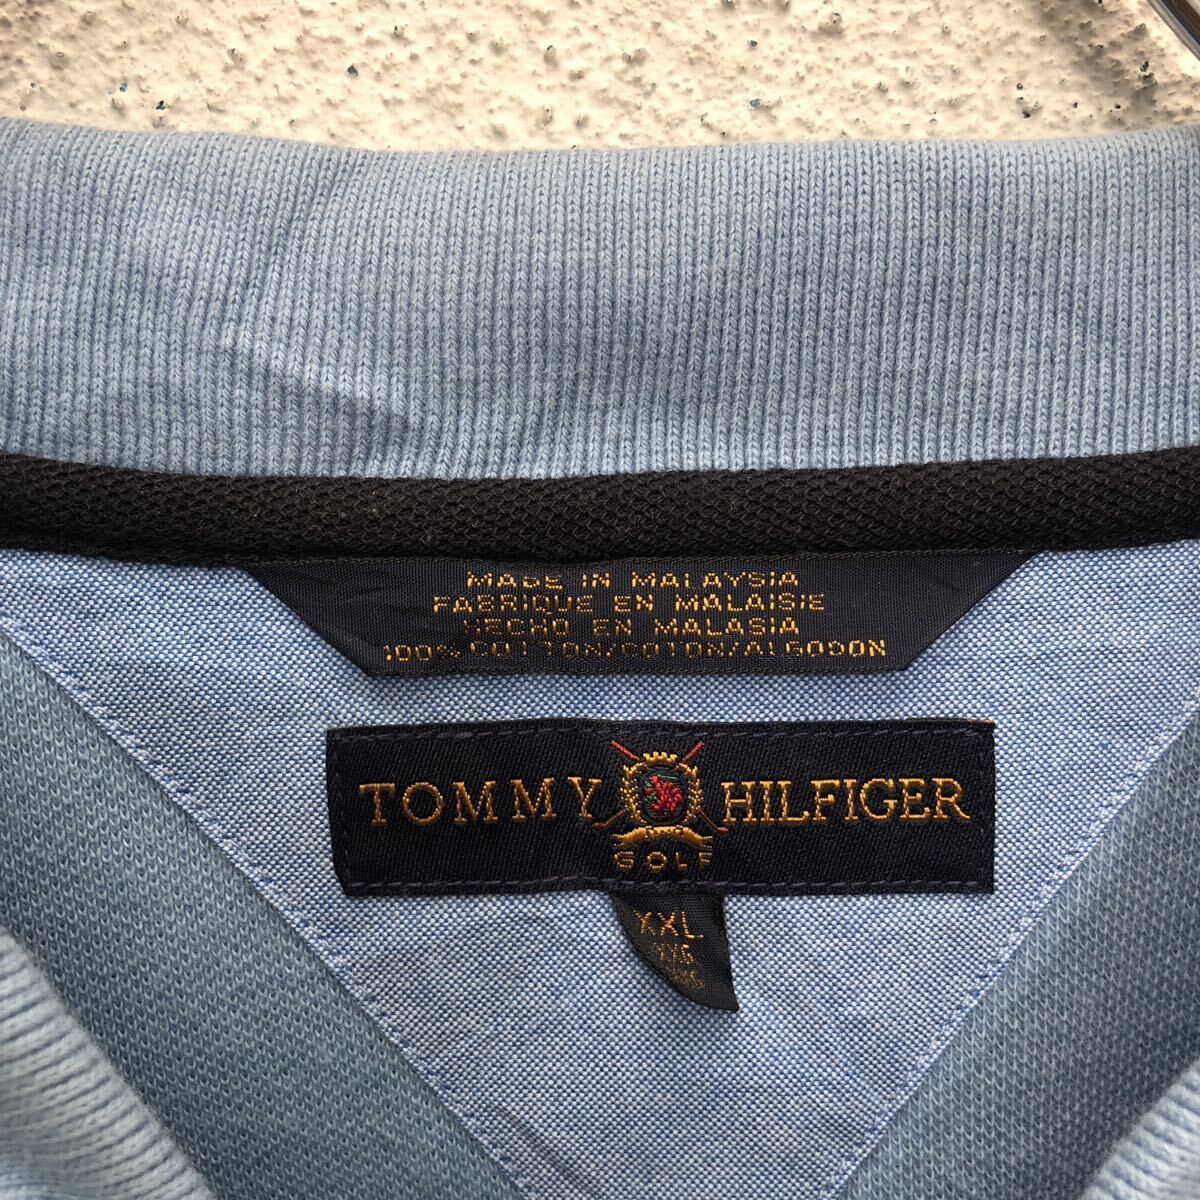 MADE IN MALAYSIA
FABRIQUE EN MALAISIE
HECHO EN MALASIA
100% COTTON/COTON/ALGODON
TOMMY HILFIGER
GOLF
XXL